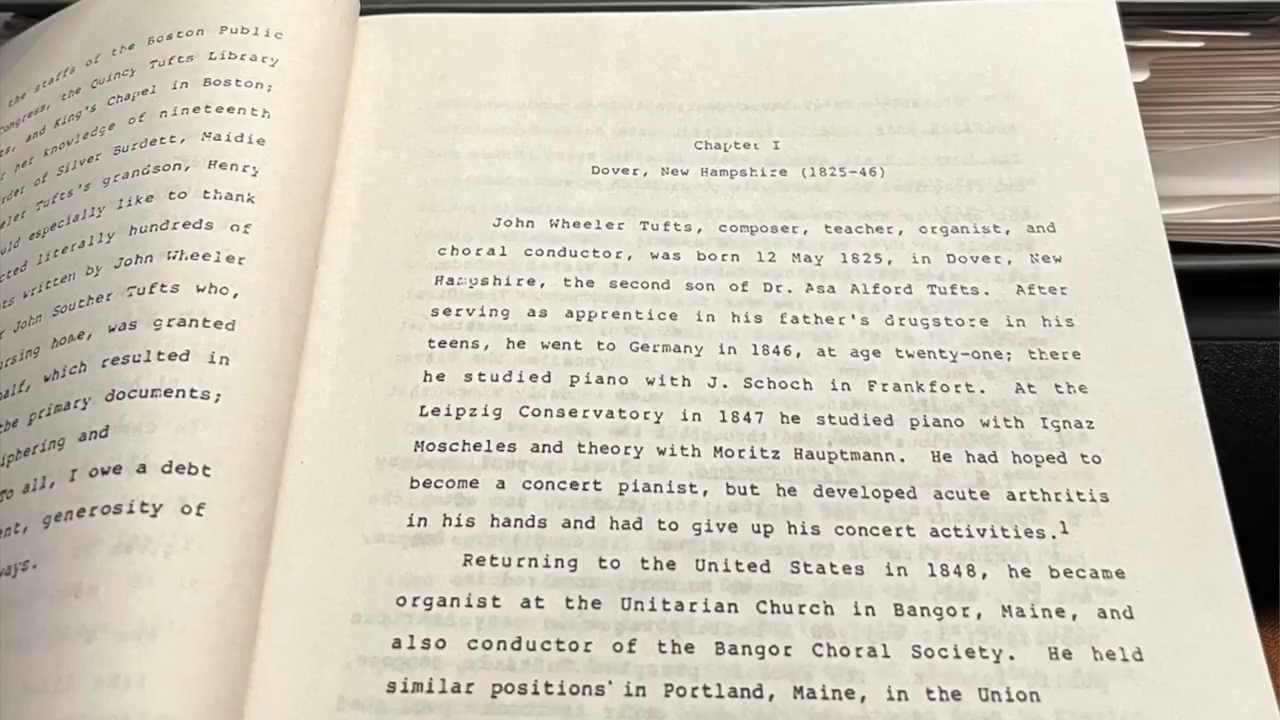 the staffs of the Boston Public
Congress, the Quincy Tufts Library
and King's Chapel in Boston;
her knowledge of nineteenth
of Silver Burdett, Maidie
Tufts's grandson, Henry
especially like to thank
literally hundreds of
written by John Wheeler
John Souther Tufts who,
home, was granted
which resulted in
the primary documents;
and
To all, I owe a debt
generosity of
Chapter I
Dover, New Hampshire (1825-46)
John Wheeler Tufts, composer, teacher, organist, and
choral conductor, was born 12 May 1825, in Dover, New
Hampshire, the second son of Dr. Asa Alford Tufts. After
serving as apprentice in his father's drugstore in his
teens, he went to Germany in 1846, at age twenty-one; there
he studied piano with J. Schoch in Frankfort. At the
Leipzig Conservatory in 1847 he studied piano with Ignaz
Moscheles and theory with Moritz Hauptmann. He had hoped to
become a concert pianist, but he developed acute arthritis
in his hands and had to give up his concert activities.1
Returning to the United States in 1848, he became
organist at the Unitarian Church in Bangor, Maine, and
also conductor of the Bangor Choral Society. He held
similar positions in Portland, Maine, in the Union